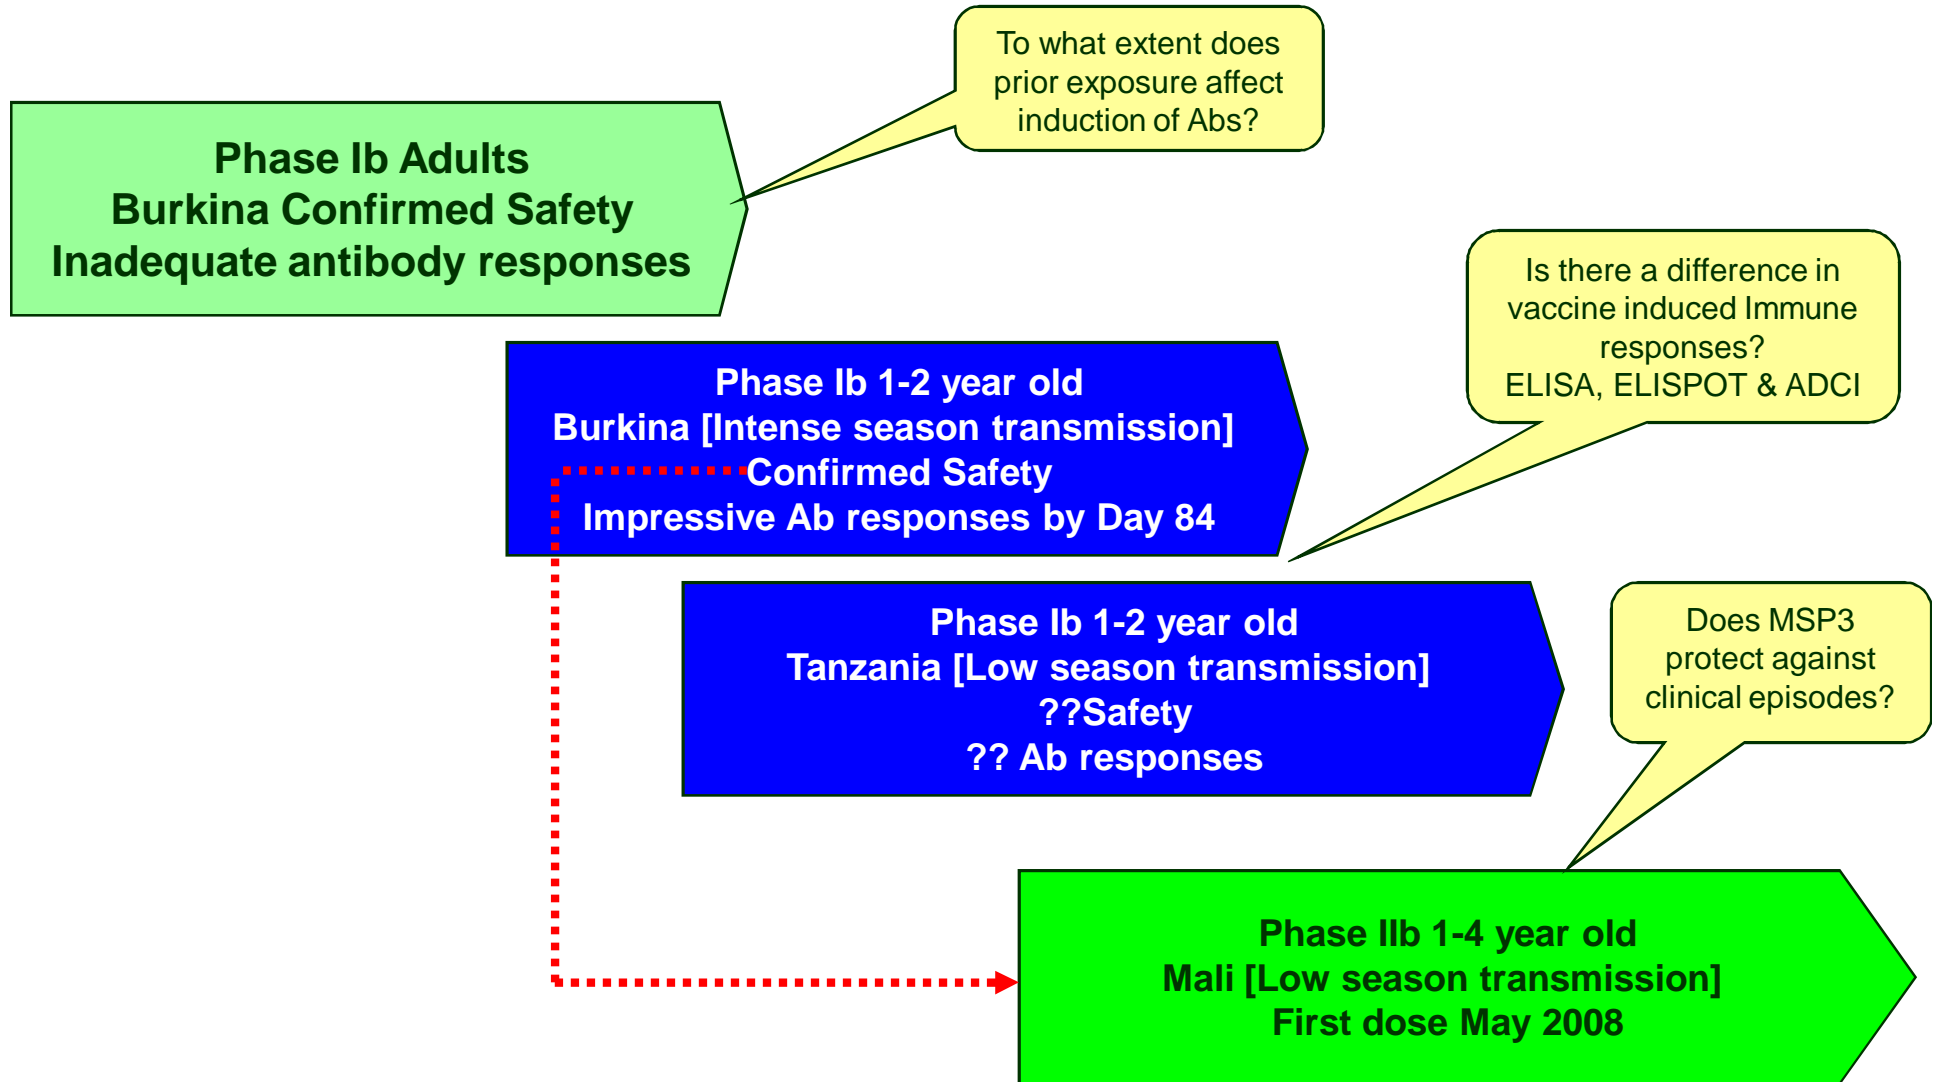 To what extent does
prior exposure affect
induction of Abs?
Phase Ib Adults
Burkina Confirmed Safety
Inadequate antibody responses
Is there a difference in
vaccine induced Immune
responses?
ELISA, ELISPOT & ADCI
Phase Ib 1-2 year old
Burkina [Intense season transmission]
Confirmed Safety
Impressive Ab responses by Day 84
Phase Ib 1-2 year old
Tanzania [Low season transmission]
??Safety
?? Ab responses
Does MSP3
protect against
clinical episodes?
Phase IIb 1-4 year old
Mali [Low season transmission]
First dose May 2008